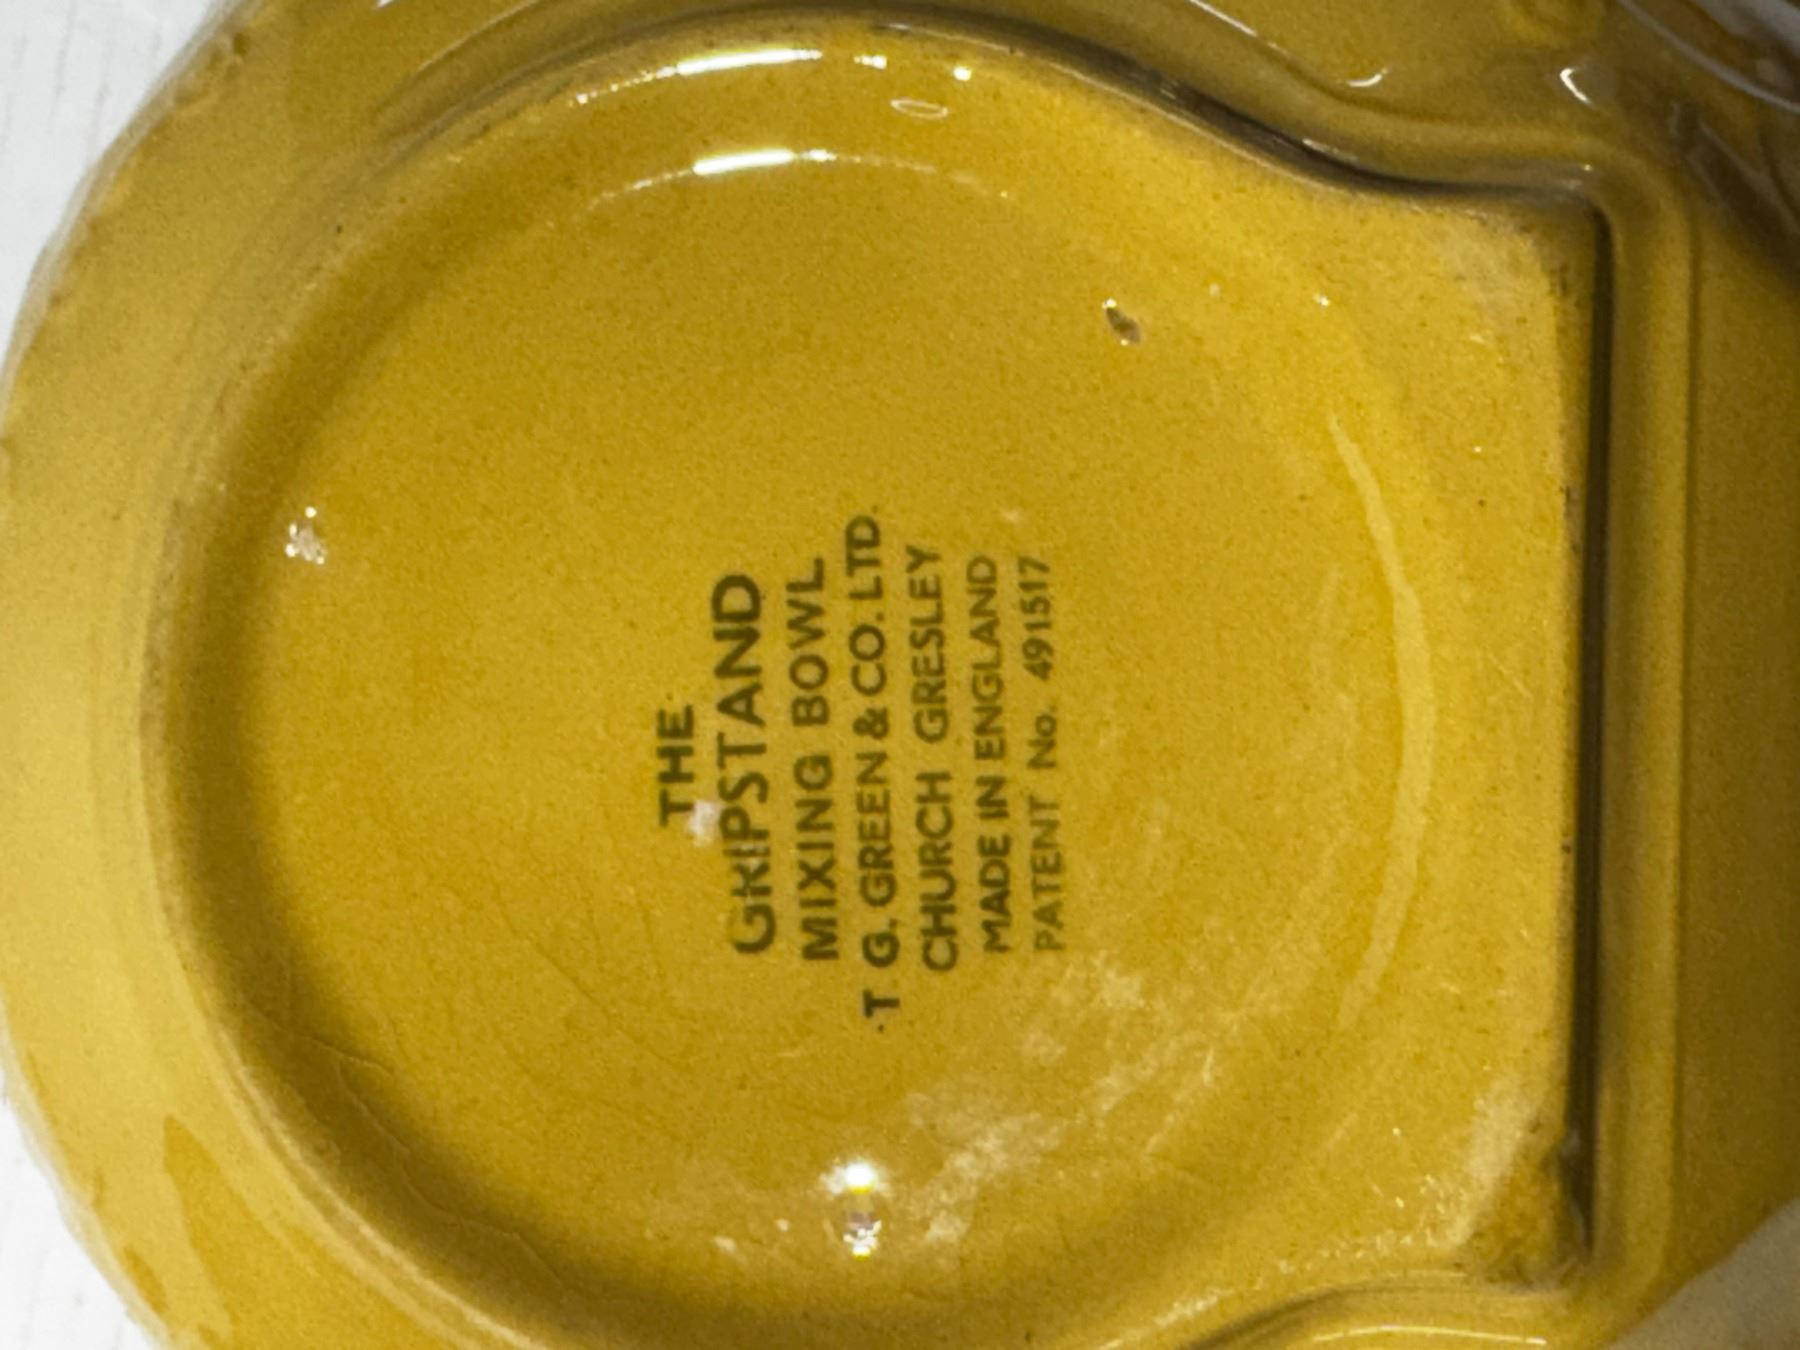 THE
GRIPSTAND
MIXING BOWL
T G. GREEN & CO. LTD.
CHURCH GRESLEY
MADE IN ENGLAND
PATENT No. 491517